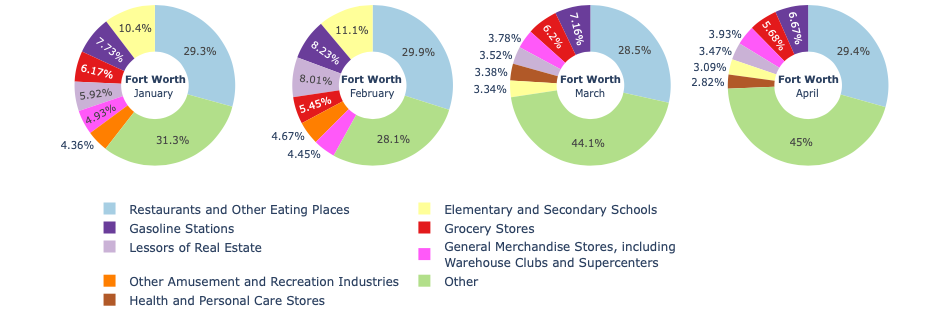 10.4%
7.73%
29.3%
6.17%
Fort Worth
January
5.92%
4.93%
4.36%
31.3%
11.1%
8.23%
29.9%
8.01%
Fort Worth
February
5.45%
4.67%
4.45%
28.1%
7.16%
6.2%
3.78%
28.5%
3.52%
3.38%
Fort Worth
March
3.34%
44.1%
6.67%
5.68%
3.93%
29.4%
3.47%
3.09%
Fort Worth
April
2.82%
45%
Restaurants and Other Eating Places
Gasoline Stations
Lessors of Real Estate
Other Amusement and Recreation Industries
Health and Personal Care Stores
Elementary and Secondary Schools
Grocery Stores
General Merchandise Stores, including
Warehouse Clubs and Supercenters
Other